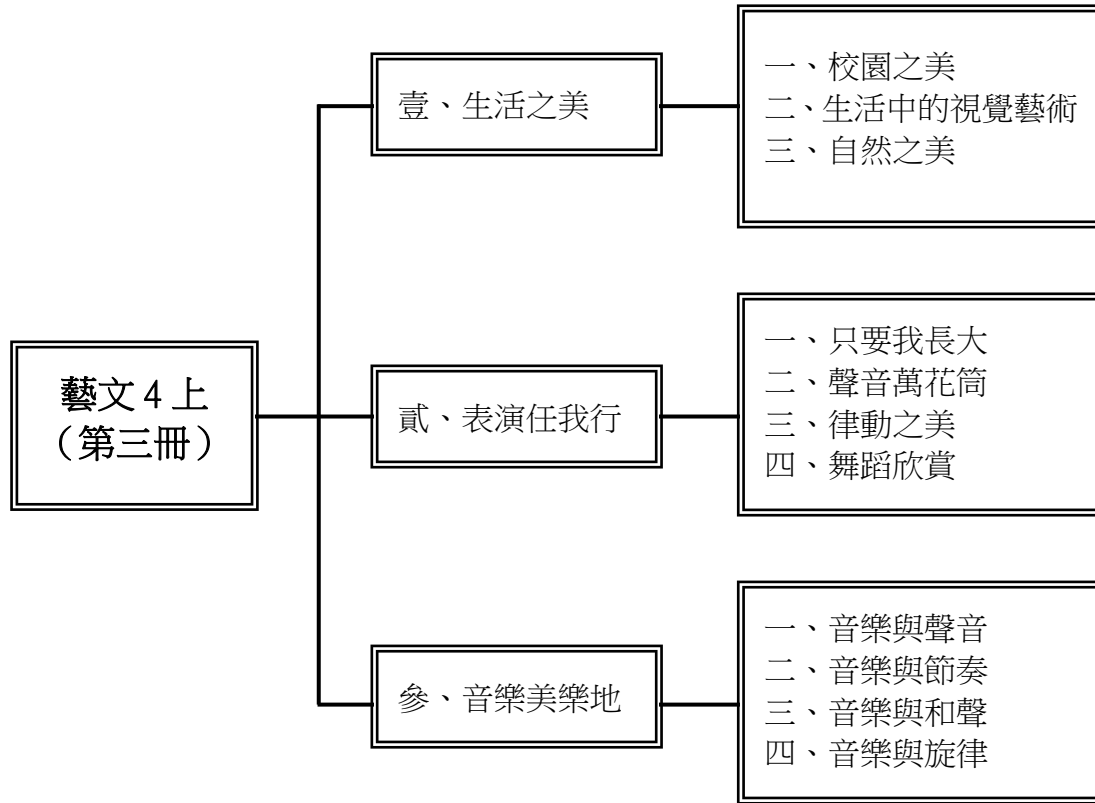 藝文4上
（第三冊）
壹、生活之美
一、校園之美
二、生活中的視覺藝術
三、自然之美
貳、表演任我行
一、只要我長大
二、聲音萬花筒
三、律動之美
四、舞蹈欣賞
參、音樂美樂地
一、音樂與聲音
二、音樂與節奏
三、音樂與和聲
四、音樂與旋律